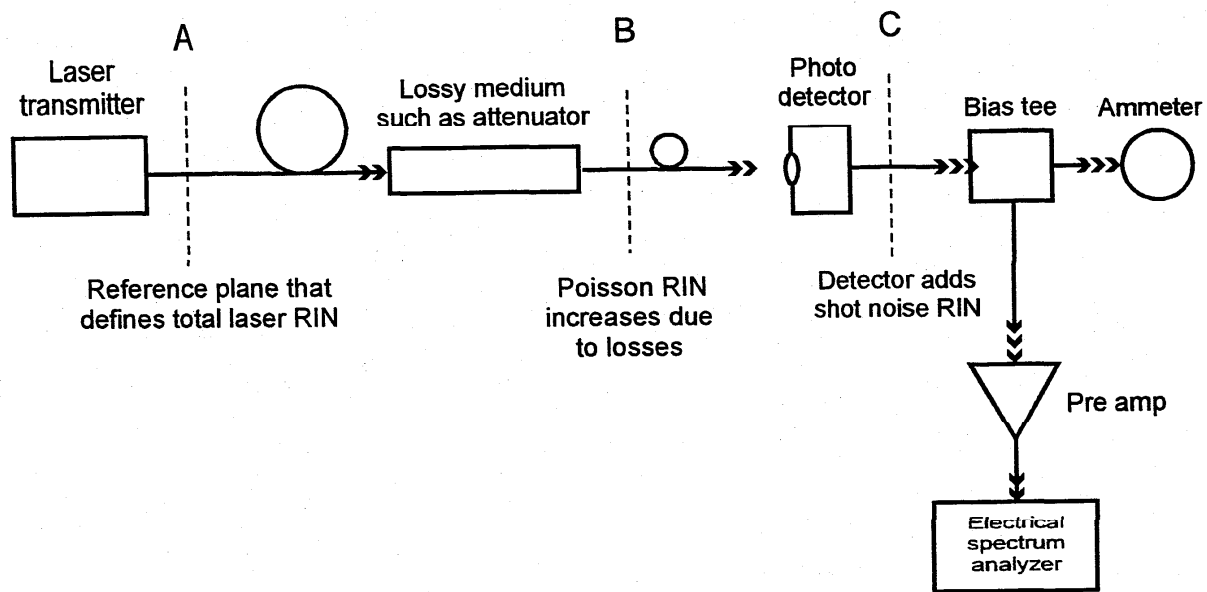 A
B
C
Laser
transmitter
Lossy medium
such as attenuator
Photo
detector
Bias tee
Ammeter
Reference plane that
defines total laser RIN
Poisson RIN
increases due
to losses
Detector adds
shot noise RIN
Pre amp
Electrical
spectrum
analyzer